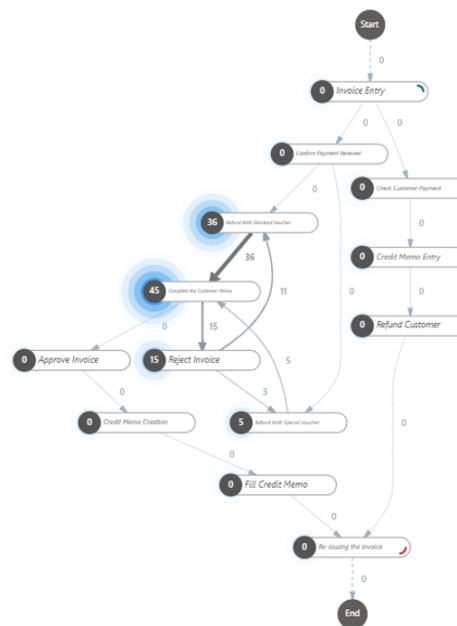 Start
0
0 Invoice Entry
0 0
0 Confirm Payment Received
0 Check Customer Payment
0
36 Refund With Standard Voucher
0
36
0 Credit Memo Entry
45 Complete the Customer Memo
11
0
0
0
15
0 Refund Customer
0 Approve Invoice
15 Reject Invoice
5
0
3
0 Credit Memo Creation
5 Refund With Special Voucher
0
0
0 Fill Credit Memo
0
0 Re-issuing the invoice
0
End